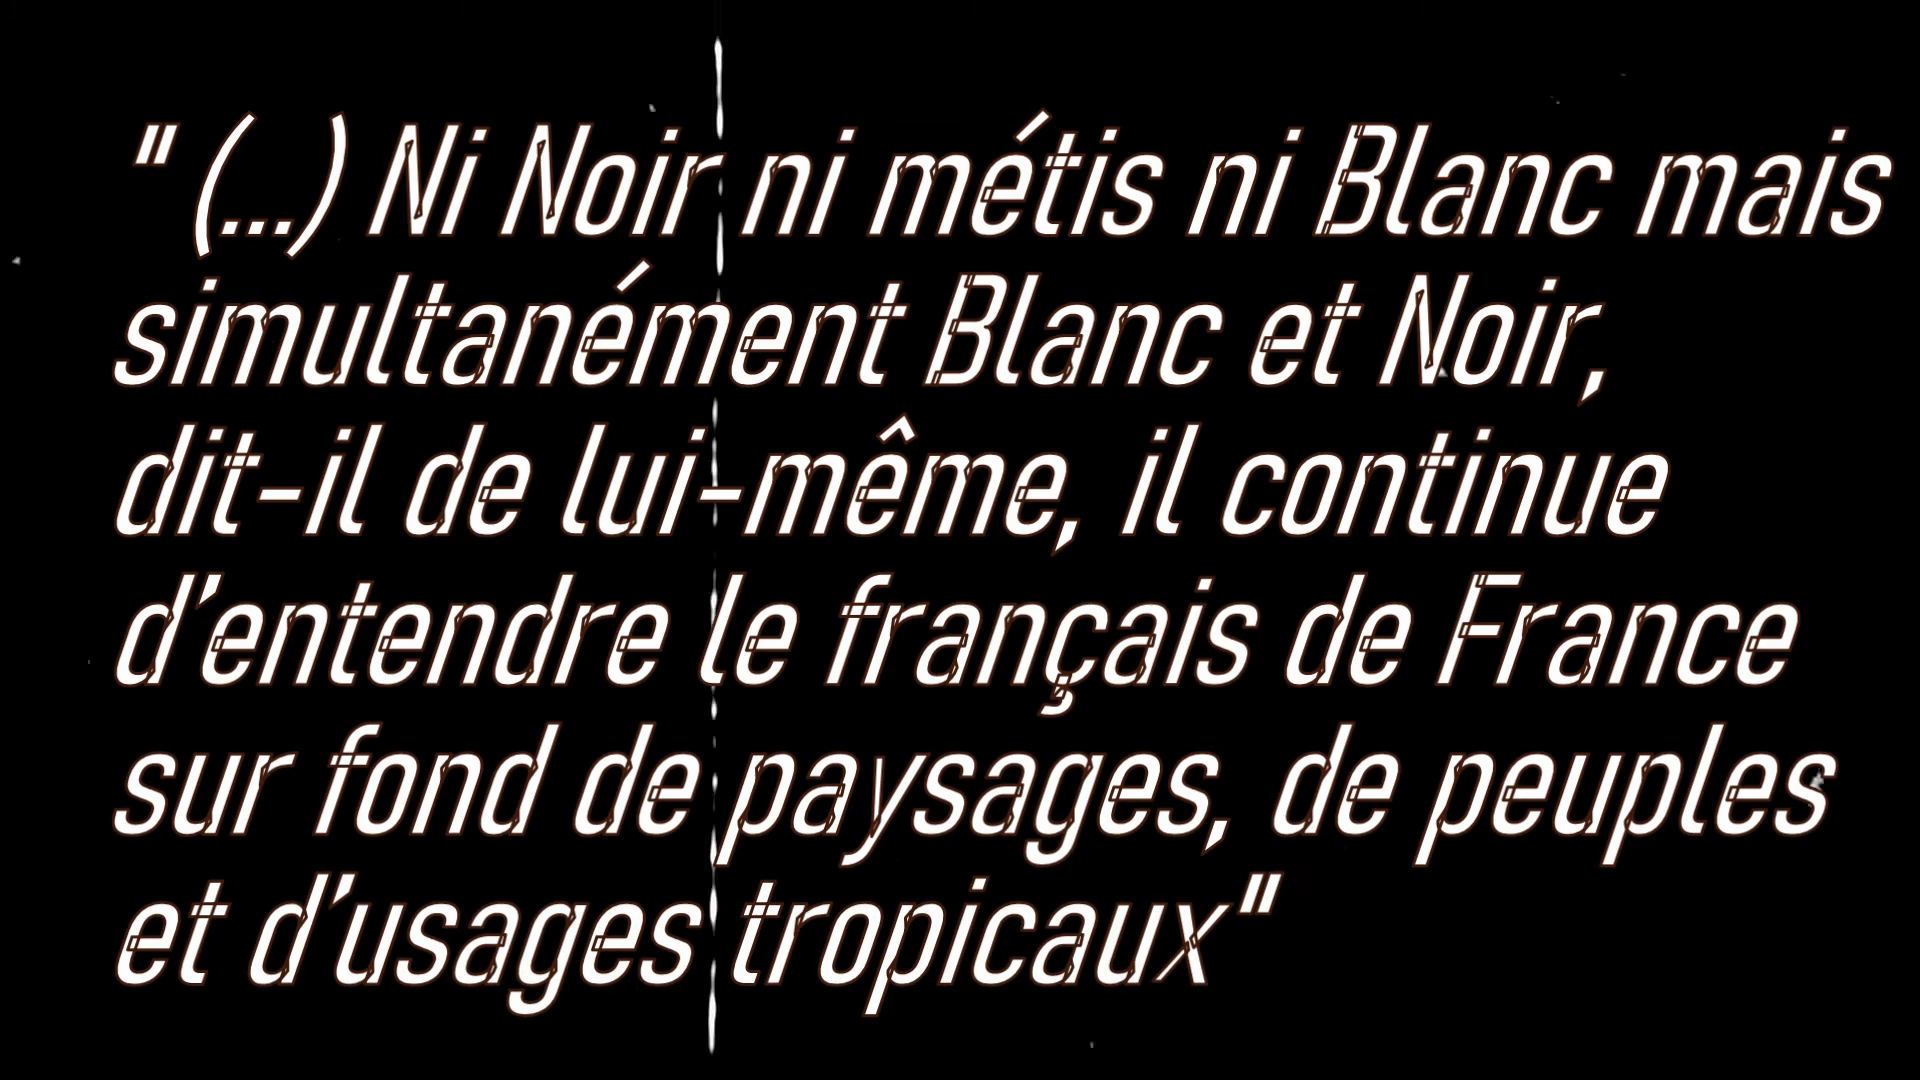 " (...) Ni Noir ni métis ni Blanc mais
simultanément Blanc et Noir,
dit-il de lui-même, il continue
d'entendre le français de France
sur fond de paysages, de peuples
et d'usages tropicaux"